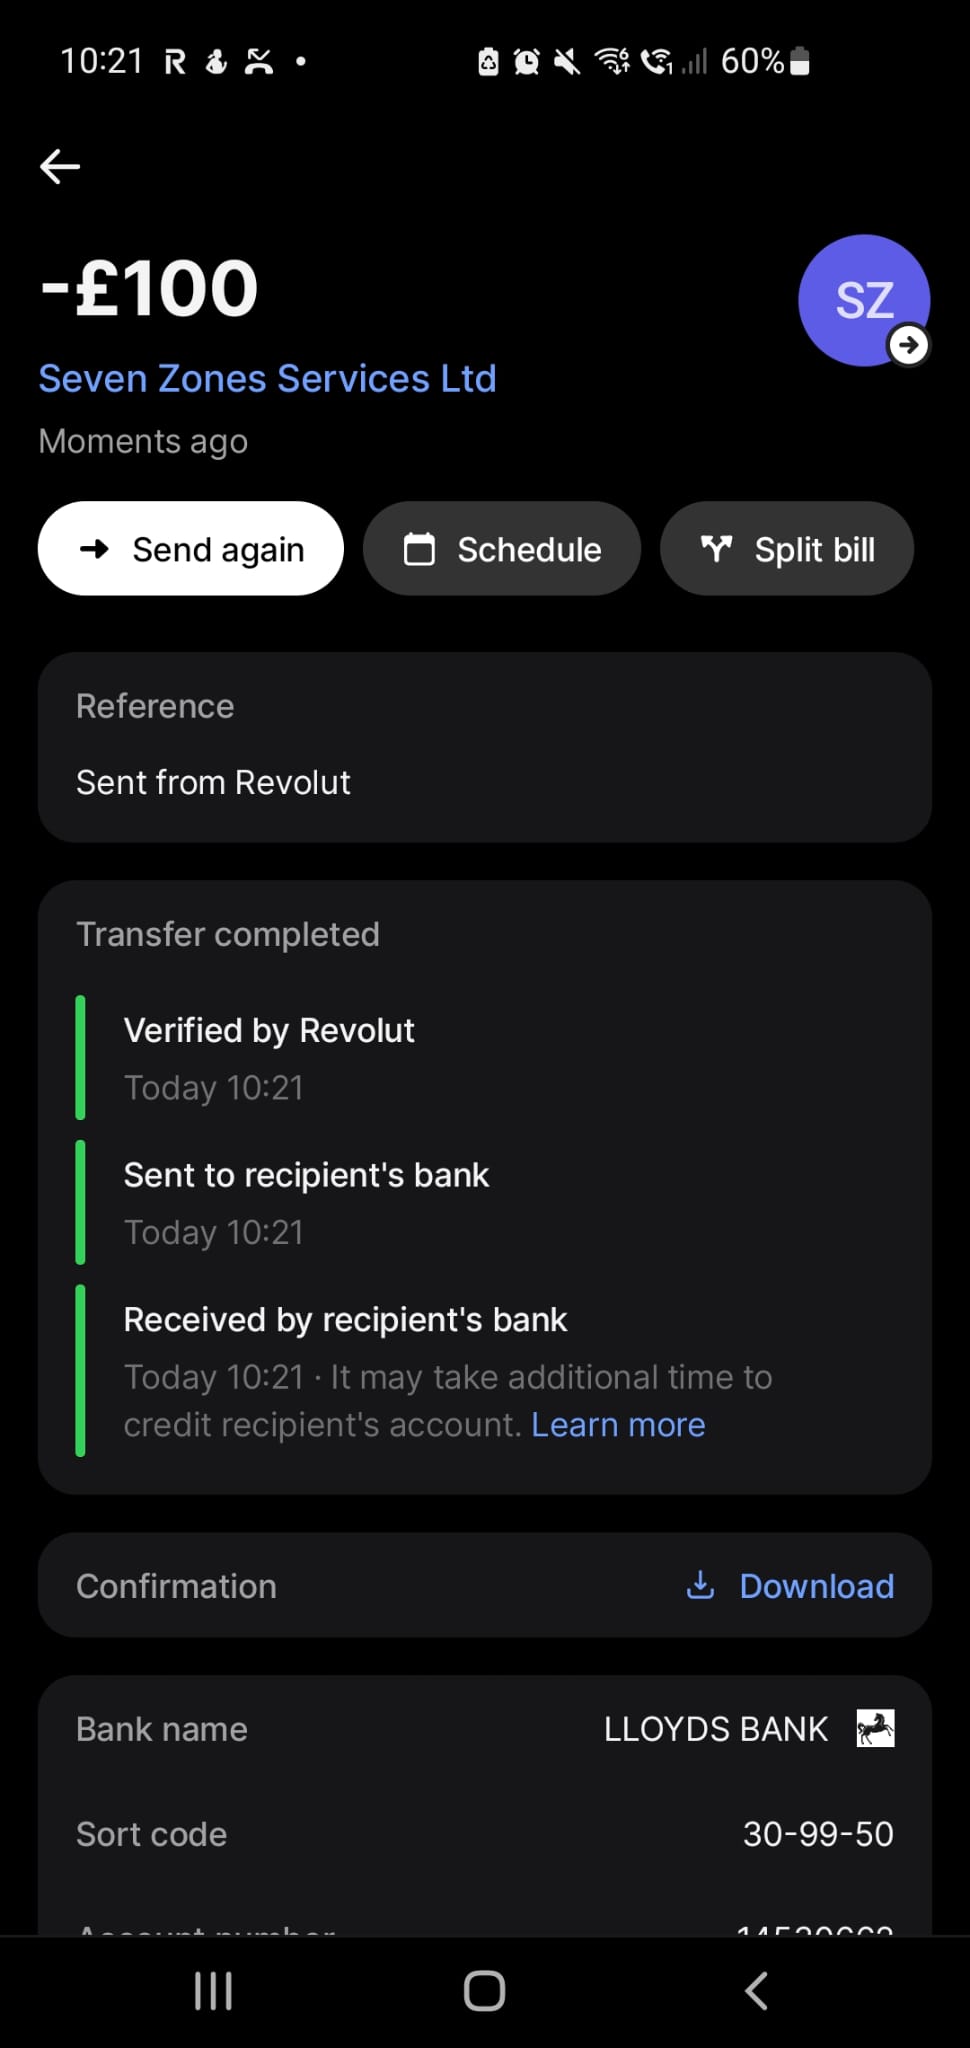 10:21 60%
-£100
SZ
Seven Zones Services Ltd
Moments ago
Send again Schedule Split bill
Reference
Sent from Revolut
Transfer completed
Verified by Revolut
Today 10:21
Sent to recipient's bank
Today 10:21
Received by recipient's bank
Today 10:21 · It may take additional time to
credit recipient's account. Learn more
Confirmation Download
Bank name LLOYDS BANK
Sort code 30-99-50
Account number